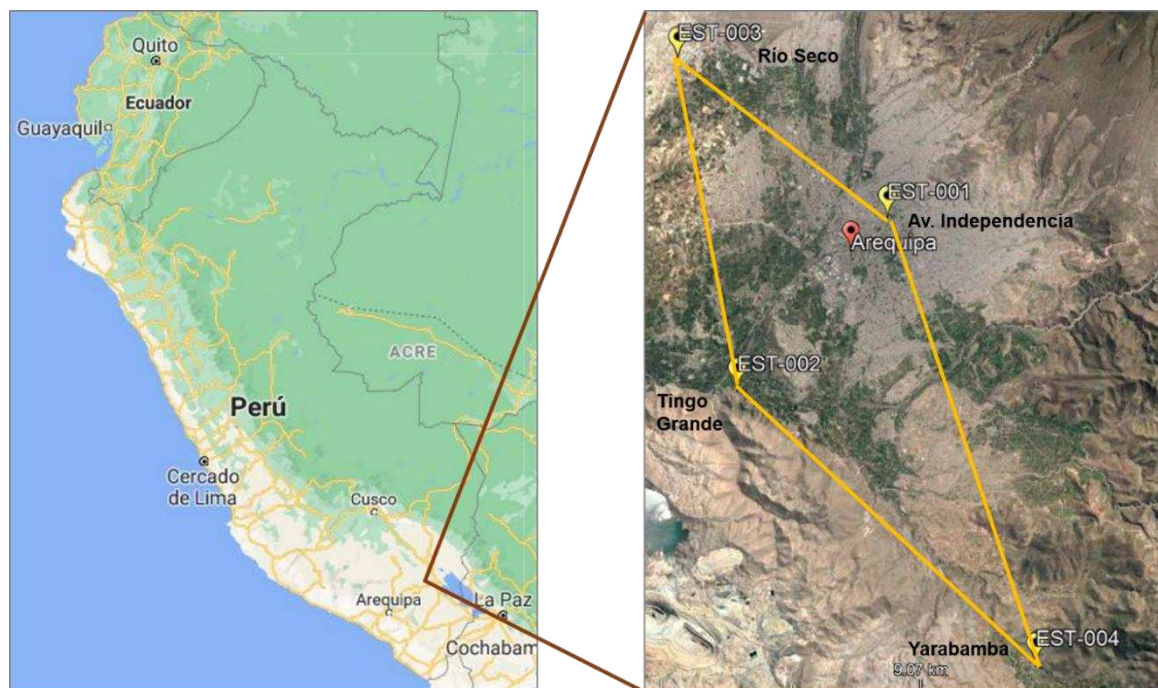 Quito
Ecuador
Guayaquil
ACRE
Perú
Cercado
de Lima
Cusco
Arequipa
La Paz
Cochabam
EST-003
Río Seco
EST-001
Av. Independencia
Arequipa
EST-002
Tingo
Grande
EST-004
Yarabamba
9.07 km